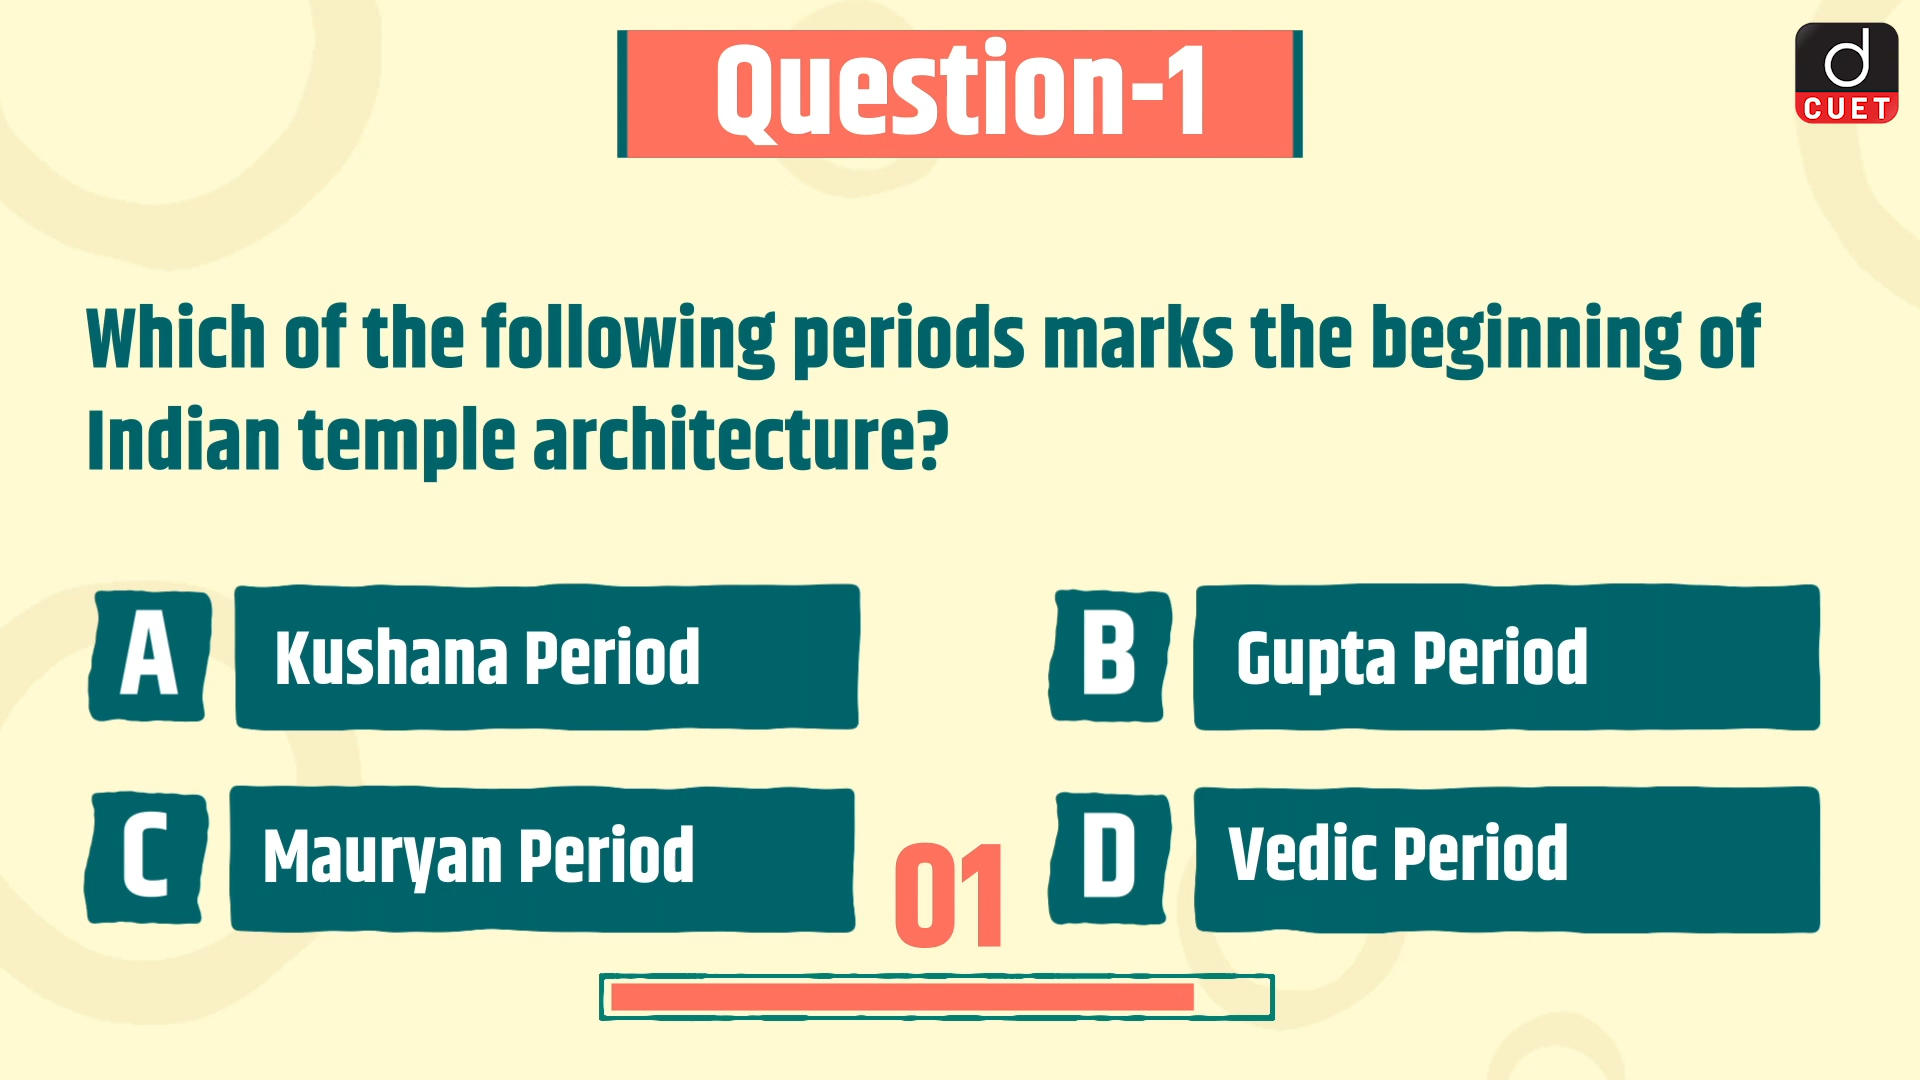 Question-1
d
CUET
Which of the following periods marks the beginning of
Indian temple architecture?
A
Kushana Period
B
Gupta Period
C
Mauryan Period
D
Vedic Period
01